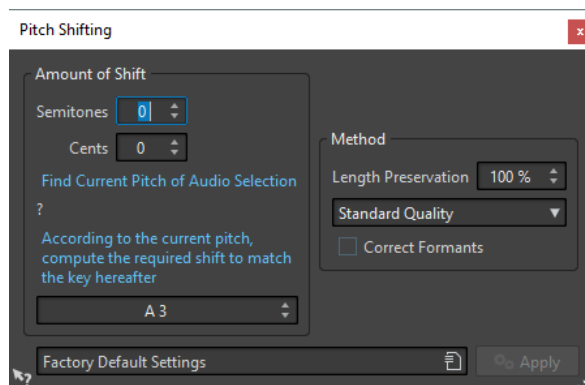 Pitch Shifting
x
Amount of Shift
Semitones 0
Cents 0
Find Current Pitch of Audio Selection
?
According to the current pitch,
compute the required shift to match
the key hereafter
A 3
Method
Length Preservation 100 %
Standard Quality
Correct Formants
Factory Default Settings
Apply
?